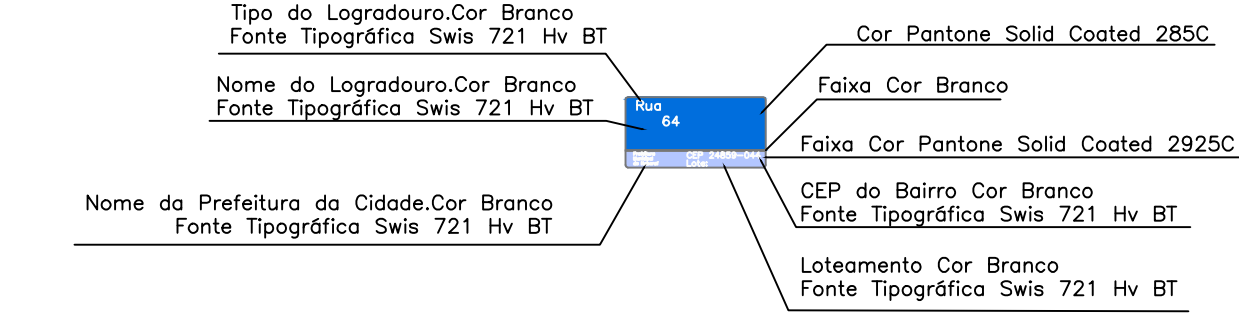 Tipo do Logradouro.Cor Branco
Fonte Tipográfica Swis 721 Hv BT
Nome do Logradouro.Cor Branco
Fonte Tipográfica Swis 721 Hv BT
Nome da Prefeitura da Cidade.Cor Branco
Fonte Tipográfica Swis 721 Hv BT
Rua
64
CEP 24859-044
Lote:
Cor Pantone Solid Coated 285C
Faixa Cor Branco
Faixa Cor Pantone Solid Coated 2925C
CEP do Bairro Cor Branco
Fonte Tipográfica Swis 721 Hv BT
Loteamento Cor Branco
Fonte Tipográfica Swis 721 Hv BT